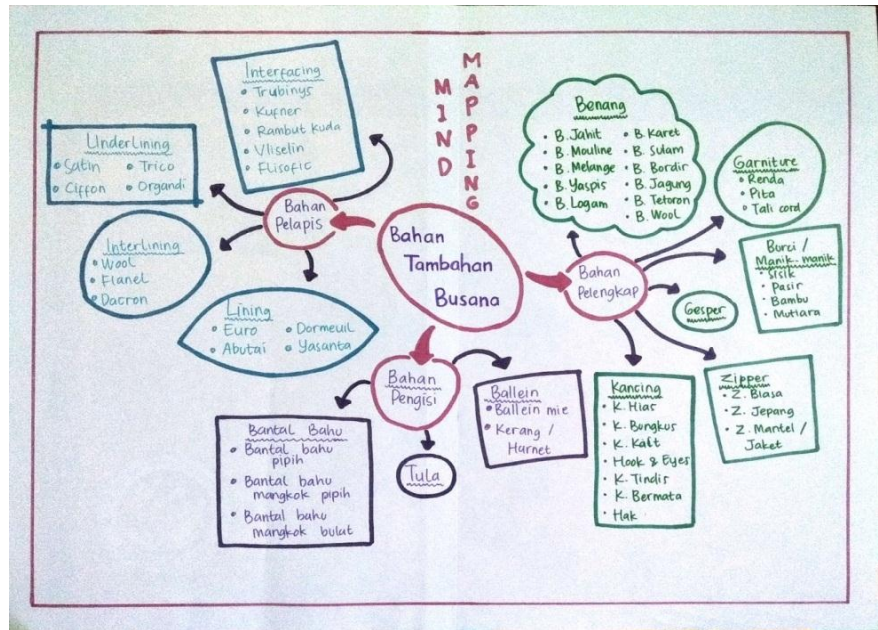 MIND
MAPPING
Bahan
Tambahan
Busana
Bahan
Pelapis
Interfacing
• Trubinys
• Kufner
• Rambut kuda
• Vliselin
• Flisofic
Underlining
• Satin • Trico
• Ciffon • Organdi
Interlining
• Wool
• Flanel
• Dacron
Lining
• Euro • Dormeuil
• Abutai • Yasanta
Bahan
Pengisi
Bantal Bahu
• Bantal bahu
pipih
• Bantal bahu
mangkok pipih
• Bantal bahu
mangkok bulat
Tula
Ballein
• Ballein mie
• Kerang /
Harnet
Bahan
Pelengkap
Benang
• B. Jahit • B. Karet
• B. Mouline • B. Sulam
• B. Melange • B. Bordir
• B. Yaspis • B. Jagung
• B. Logam • B. Tetoron
• B. Wool
Garniture
• Renda
• Pita
• Tali cord
Burci /
Manik-manik
• Sisik
• Pasir
• Bambu
• Mutiara
Gesper
Zipper
• Z. Biasa
• Z. Jepang
• Z. Mantel /
Jaket
Kancing
• K. Hias
• K. Bungkus
• K. Kait
• Hook & Eyes
• K. Tindis
• K. Bermata
• Hak